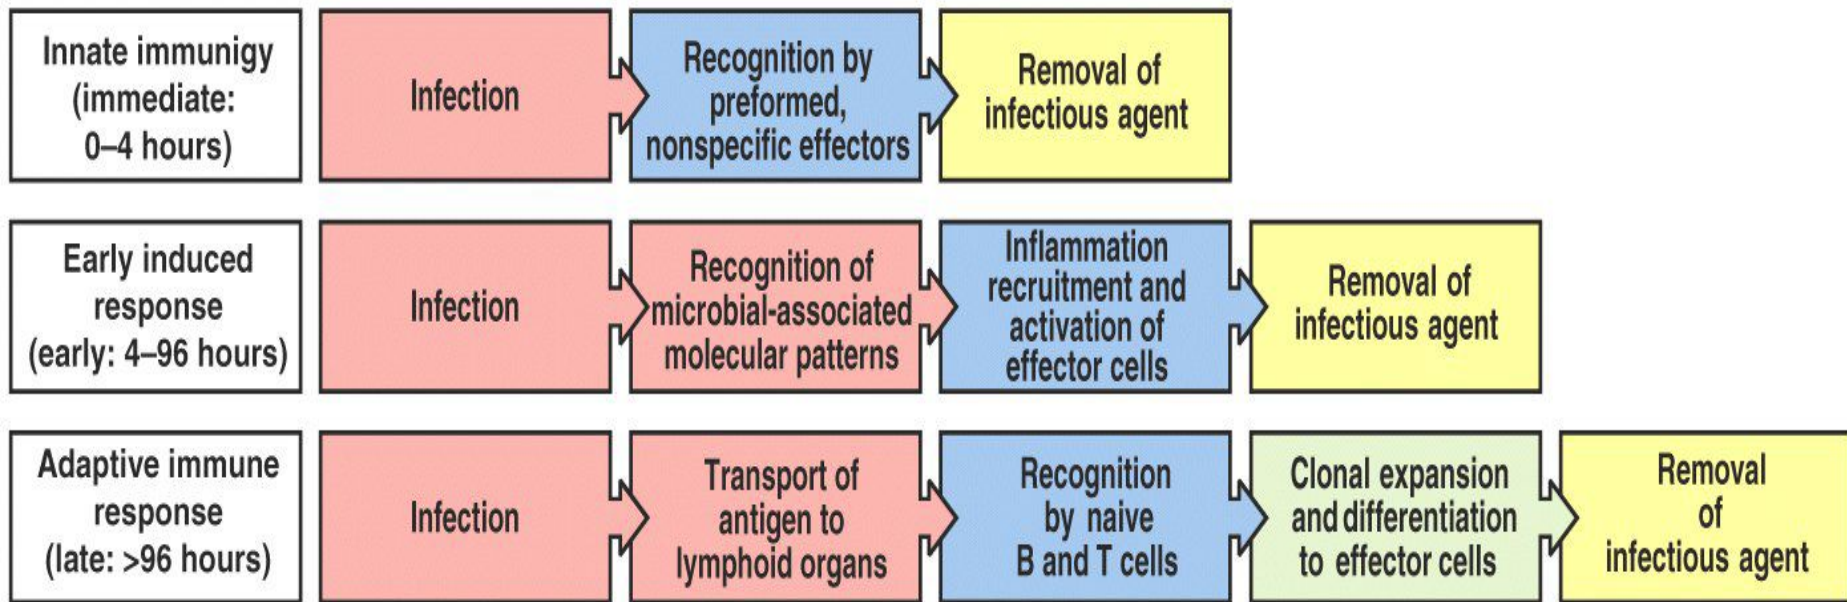 Innate immunigy
(immediate:
0–4 hours)
Infection
Recognition by
preformed,
nonspecific effectors
Removal of
infectious agent
Early induced
response
(early: 4–96 hours)
Infection
Recognition of
microbial-associated
molecular patterns
Inflammation
recruitment and
activation of
effector cells
Removal of
infectious agent
Adaptive immune
response
(late: >96 hours)
Infection
Transport of
antigen to
lymphoid organs
Recognition
by naive
B and T cells
Clonal expansion
and differentiation
to effector cells
Removal
of
infectious agent